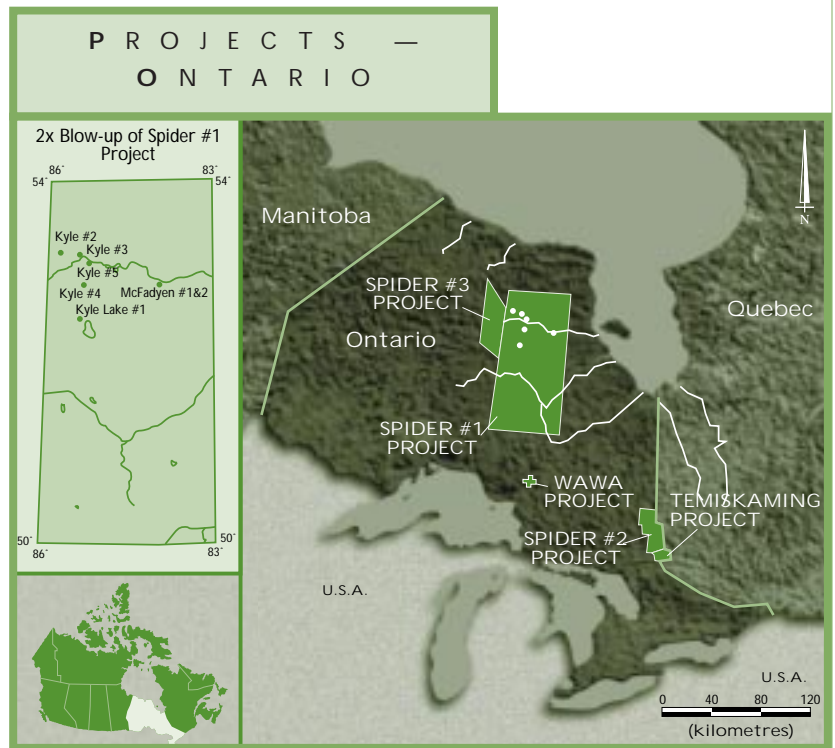 PROJECTS —
ONTARIO
2x Blow-up of Spider #1
Project
86° 83°
54° 54°
Kyle #2
Kyle #3
Kyle #5
Kyle #4 McFadyen #1&2
Kyle Lake #1
50° 50°
86° 83°
Manitoba
N
SPIDER #3
PROJECT
Quebec
Ontario
SPIDER #1
PROJECT
WAWA
PROJECT
TEMISKAMING
PROJECT
SPIDER #2
PROJECT
U.S.A.
U.S.A.
0 40 80 120
(kilometres)